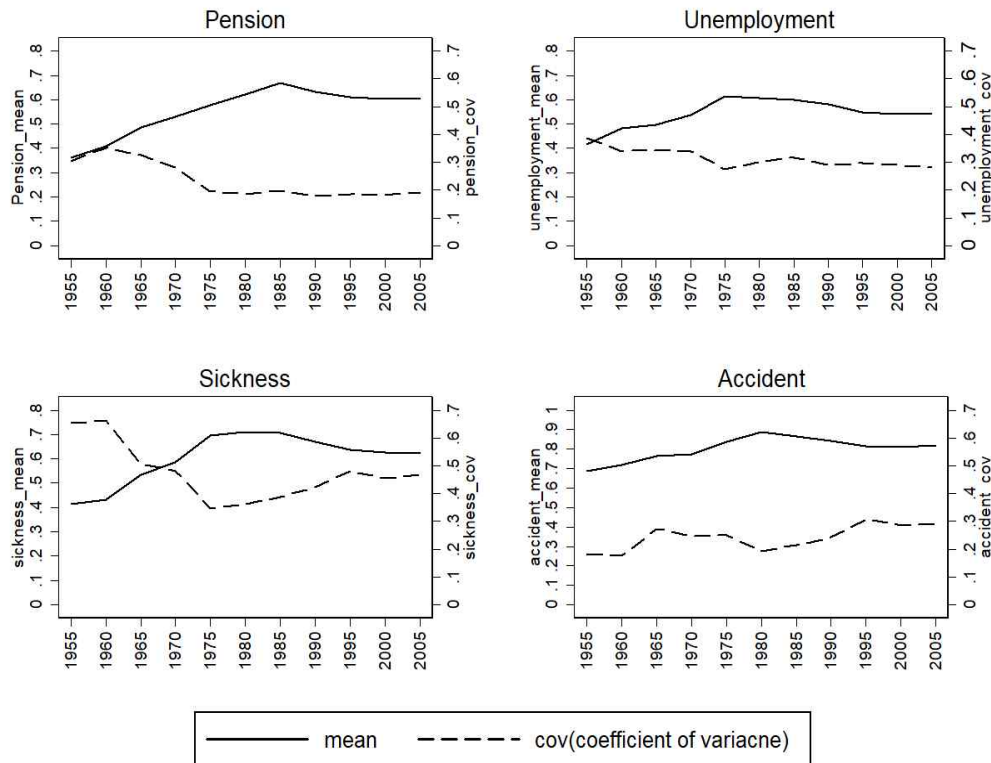 Pension
Pension_mean
0 .1 .2 .3 .4 .5 .6 .7 .8
pension_cov
0 .1 .2 .3 .4 .5 .6 .7
1955 1960 1965 1970 1975 1980 1985 1990 1995 2000 2005
Unemployment
unemployment_mean
0 .1 .2 .3 .4 .5 .6 .7 .8
unemployment_cov
0 .1 .2 .3 .4 .5 .6 .7
1955 1960 1965 1970 1975 1980 1985 1990 1995 2000 2005
Sickness
sickness_mean
0 .1 .2 .3 .4 .5 .6 .7 .8
sickness_cov
0 .1 .2 .3 .4 .5 .6 .7
1955 1960 1965 1970 1975 1980 1985 1990 1995 2000 2005
Accident
accident_mean
0 .1 .2 .3 .4 .5 .6 .7 .8 .9 1
accident_cov
0 .1 .2 .3 .4 .5 .6 .7
1955 1960 1965 1970 1975 1980 1985 1990 1995 2000 2005
mean cov(coefficient of variacne)